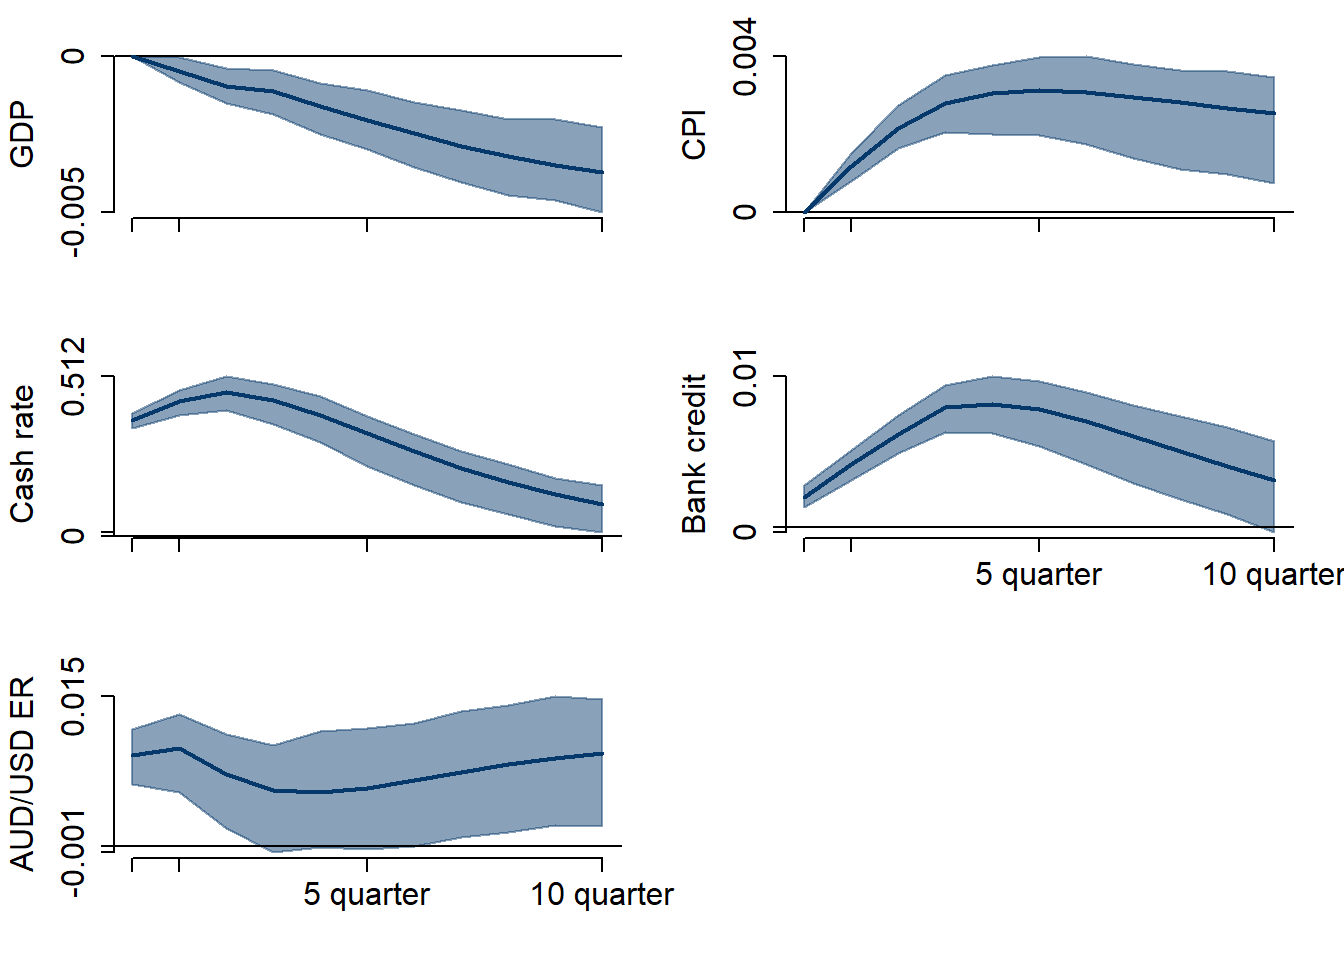 GDP
0
-0.005
CPI
0.004
0
Cash rate
0.512
0
Bank credit
0.01
0
5 quarter
10 quarter
AUD/USD ER
0.015
-0.001
5 quarter
10 quarter